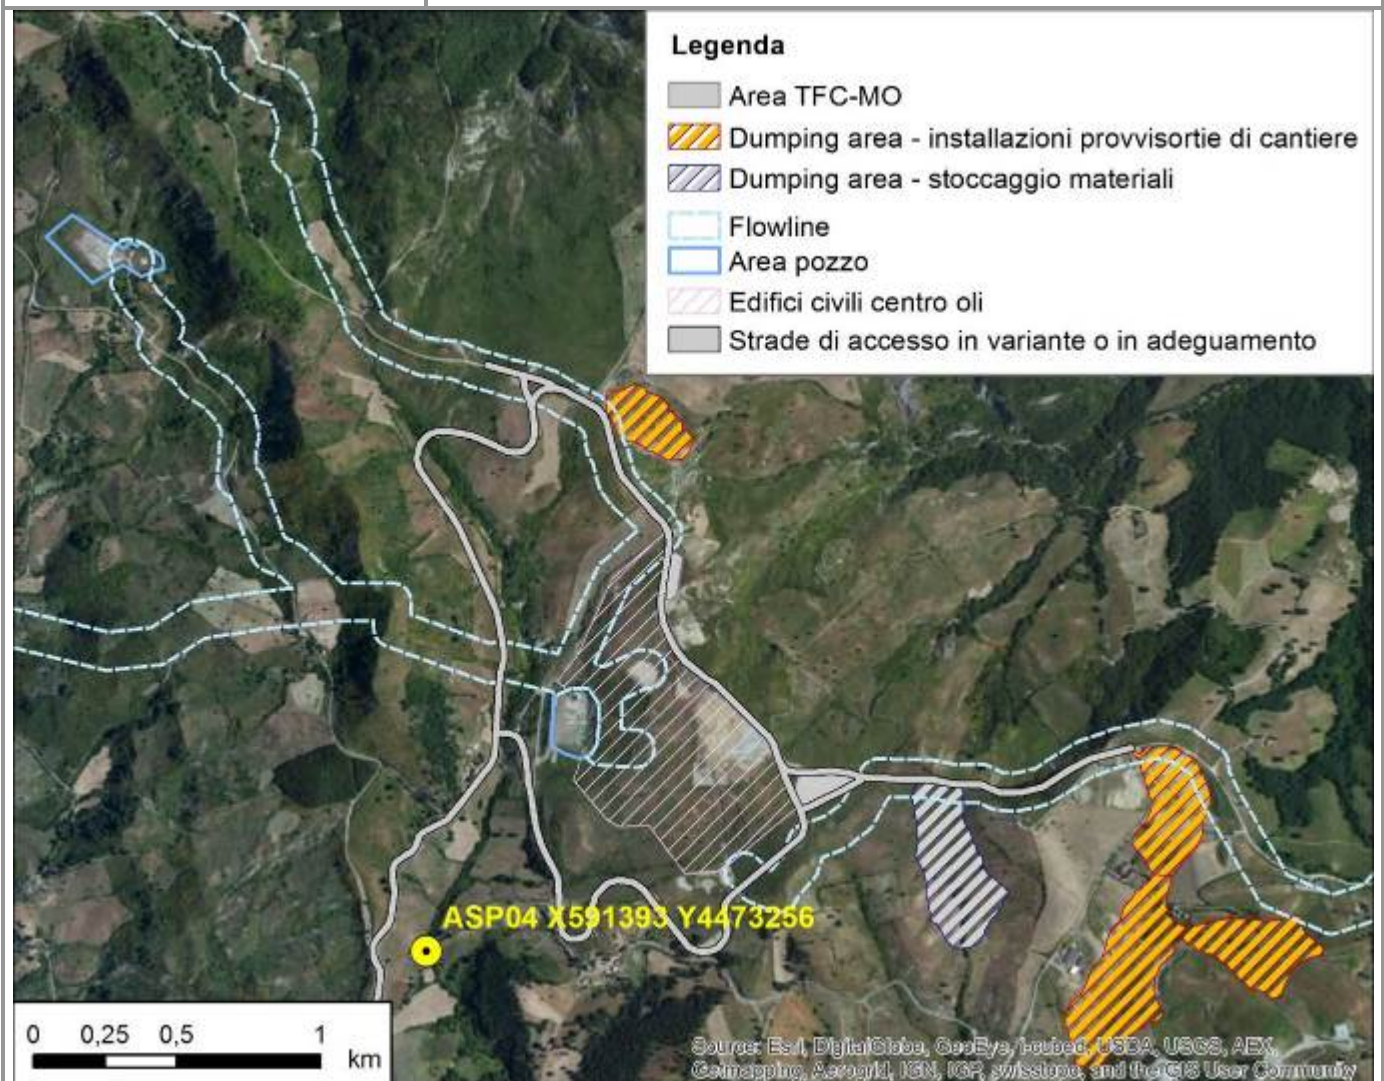 Legenda
Area TFC-MO
Dumping area - installazioni provvisortie di cantiere
Dumping area - stoccaggio materiali
Flowline
Area pozzo
Edifici civili centro oli
Strade di accesso in variante o in adeguamento
ASP04 X591393 Y4473256
0 0,25 0,5 1
km
Source: Esri, DigitalGlobe, GeoEye, i-cubed, USDA, USGS, AEX,
Getmapping, Aerogrid, IGN, IGP, swisstopo, and the GIS User Community